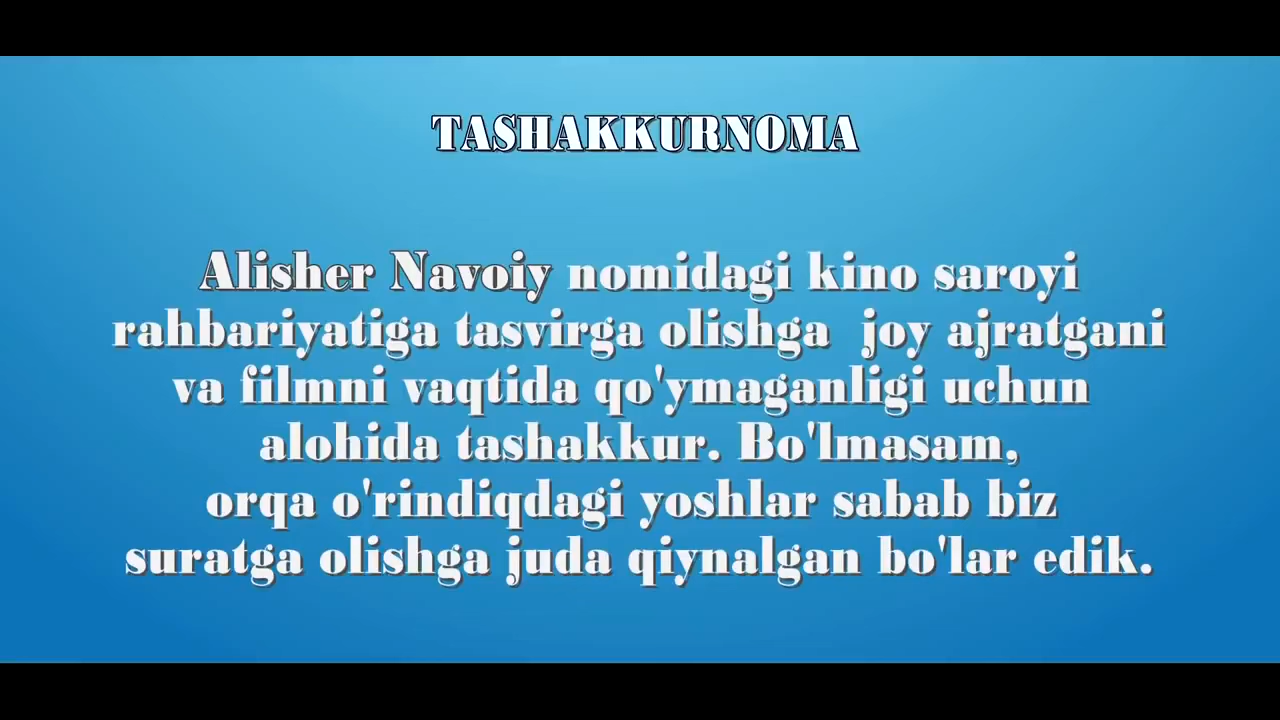 TASHAKKURNOMA
Alisher Navoiy nomidagi kino saroyi
rahbariyatiga tasvirga olishga joy ajratgani
va filmni vaqtida qo'ymaganligi uchun
alohida tashakkur. Bo'lmasam,
orqa o'rindiqdagi yoshlar sabab biz
suratga olishga juda qiynalgan bo'lar edik.